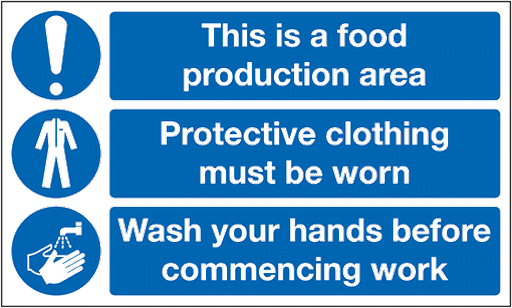 This is a food
production area
Protective clothing
must be worn
Wash your hands before
commencing work